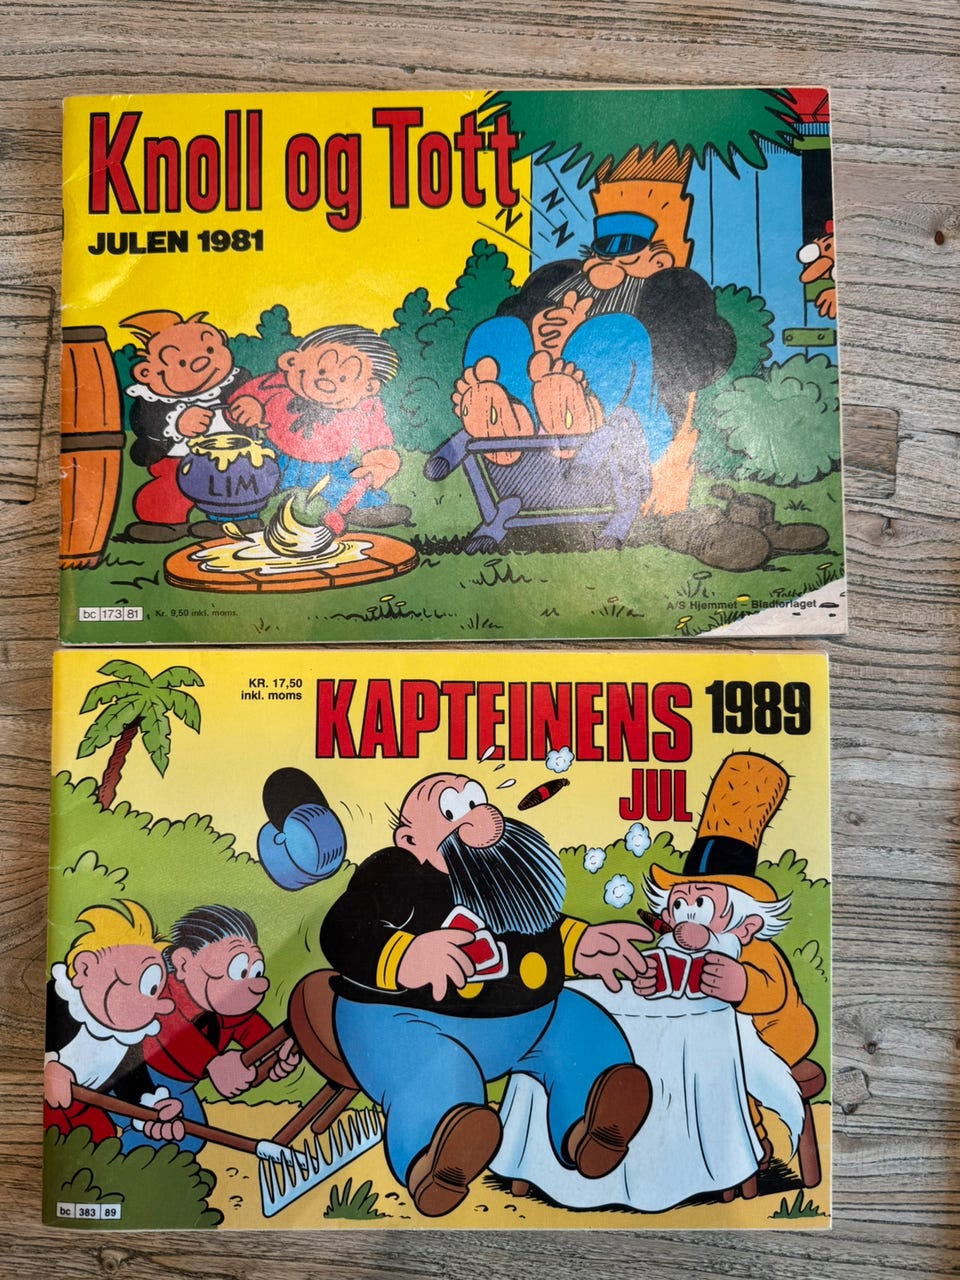 Knoll og Tott
JULEN 1981
N
N
N
LIM
bc 173 81 Kr. 9,50 inkl. moms.
A/S Hjemmet – Bladforlaget
KR. 17,50
inkl. moms
KAPTEINENS 1989
JUL
bc 383 89